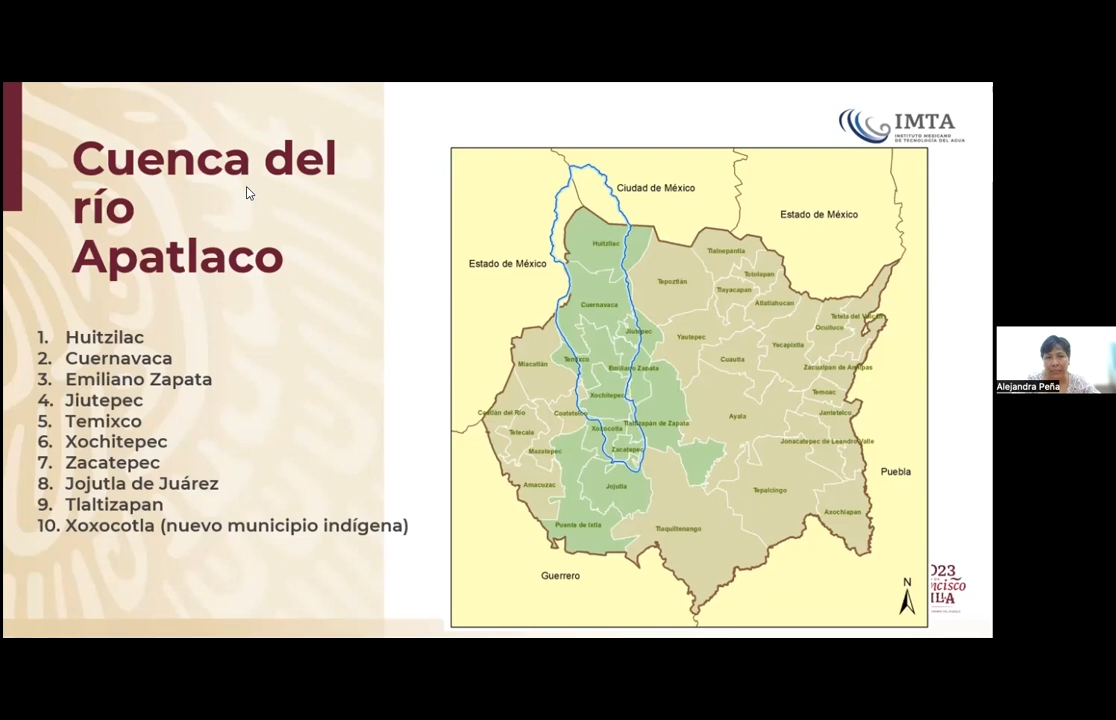 Cuenca del
río
Apatlaco
1. Huitzilac
2. Cuernavaca
3. Emiliano Zapata
4. Jiutepec
5. Temixco
6. Xochitepec
7. Zacatepec
8. Jojutla de Juárez
9. Tlaltizapan
10. Xoxocotla (nuevo municipio indígena)
IMTA
INSTITUTO MEXICANO
DE TECNOLOGÍA DEL AGUA
Ciudad de México
Estado de México
Estado de México
Huitzilac
Tlalnepantla
Totolapan
Tepoztlán
Tlayacapan
Atlatlahucan
Cuernavaca
Tetela del Volcán
Ocuituco
Jiutepec
Yautepec
Yecapixtla
Temixco
Cuautla
Miacatlán
Emiliano Zapata
Zacualpan de Amilpas
Temoac
Xochitepec
Coatlán del Río
Coatetelco
Ayala
Jantetelco
Tlaltizapán de Zapata
Xoxocotla
Tetecala
Jonacatepec de Leandro Valle
Mazatepec
Zacatepec
Puebla
Amacuzac
Jojutla
Tepalcingo
Axochiapan
Puente de Ixtla
Tlaquiltenango
Guerrero
N
Alejandra Peña